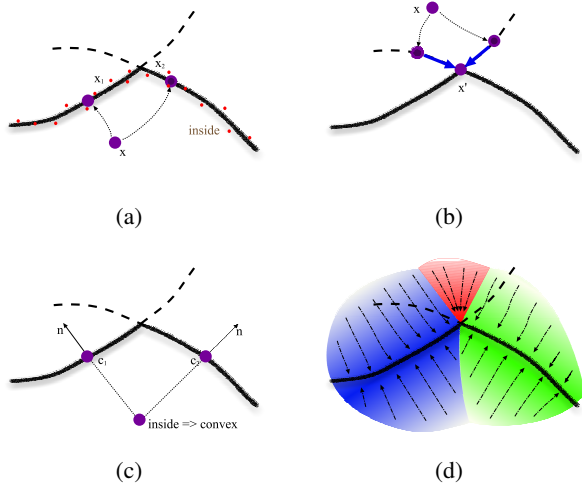 x₂
x₁
inside
x
(a)
x
x'
(b)
n
n
c₁
c₂
inside => convex
(c)
(d)